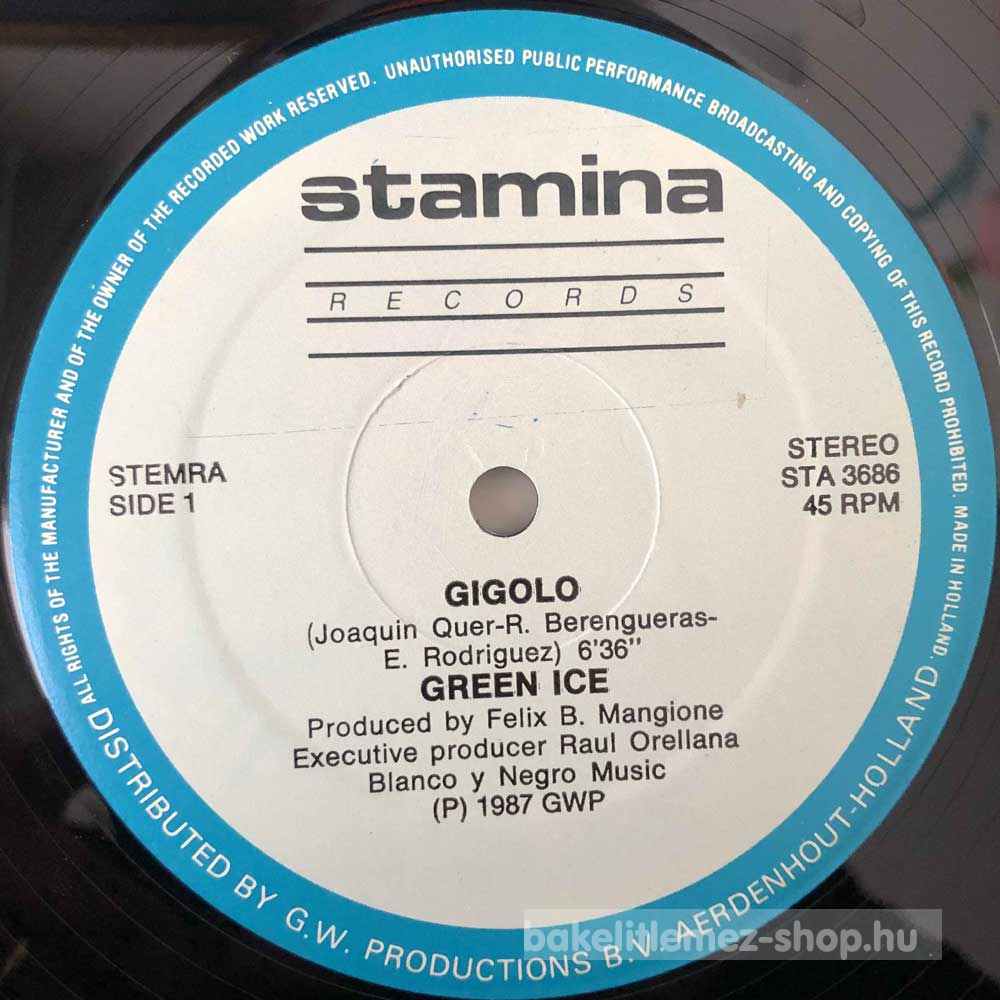 ALL RIGHTS OF THE MANUFACTURER AND OF THE OWNER OF THE RECORDED WORK RESERVED. UNAUTHORISED PUBLIC PERFORMANCE BROADCASTING AND COPYING OF THIS RECORD PROHIBITED. MADE IN HOLLAND.
stamina
RECORDS
STEMRA
SIDE 1
STEREO
STA 3686
45 RPM
GIGOLO
(Joaquin Quer-R. Berengueras-
E. Rodriguez) 6'36"
GREEN ICE
Produced by Felix B. Mangione
Executive producer Raul Orellana
Blanco y Negro Music
(P) 1987 GWP
DISTRIBUTED BY G.W. PRODUCTIONS B.V. AERDENHOUT-HOLLAND
bakelitlemez-shop.hu